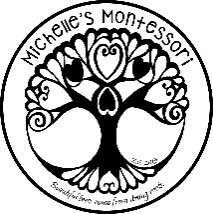 Michelle's Montessori
Beautiful trees come from strong roots.